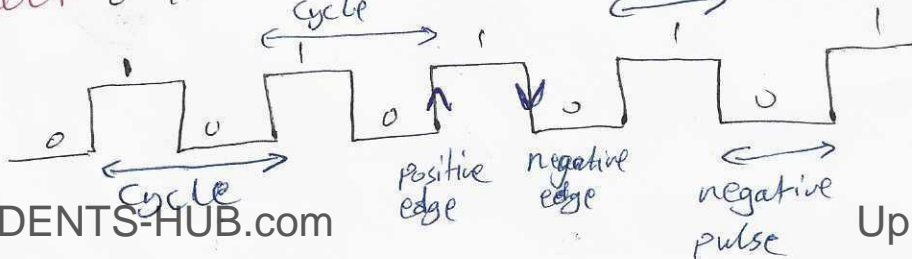 cycle
1 1 1 1 1
0 0 0 0 0
cycle
positive edge
negative edge
negative pulse
DENTS-HUB.com
Up